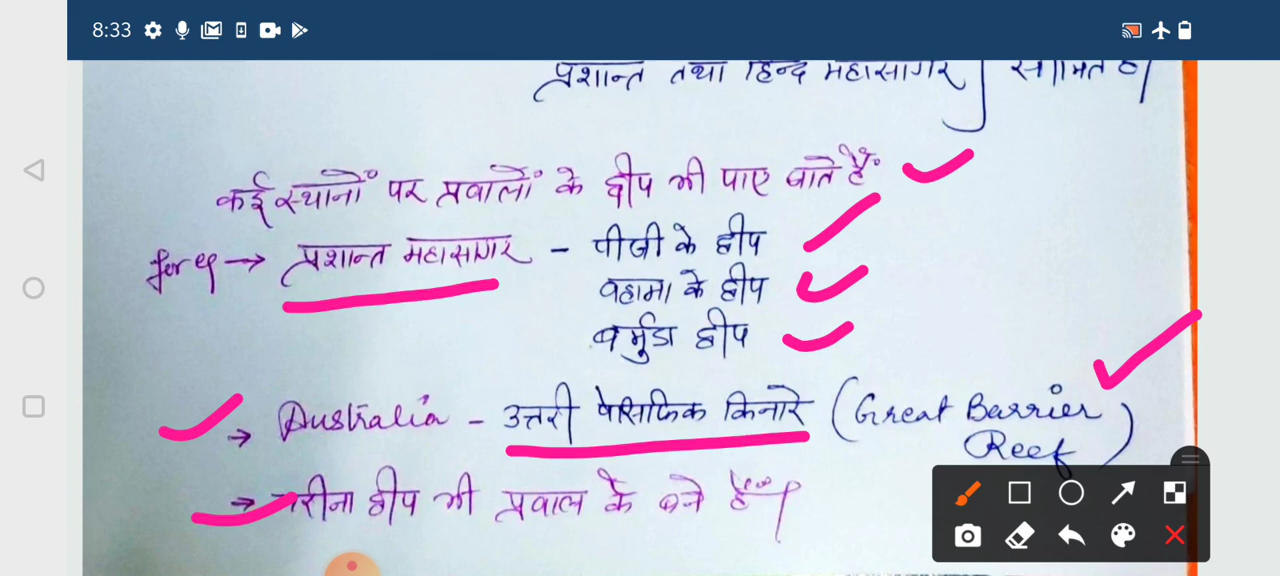 8:33
प्रशान्त तथा हिन्द महासागर
कई स्थानों पर प्रवालों के द्वीप भी पाए जाते हैं
for eg → प्रशान्त महासागर - फीजी के द्वीप
बहामा के द्वीप
बर्मुडा द्वीप
→ Australia - उत्तरी पेसिफिक किनारे (Great Barrier
Reef)
→ द्वीप भी प्रवाल के बने हैं।